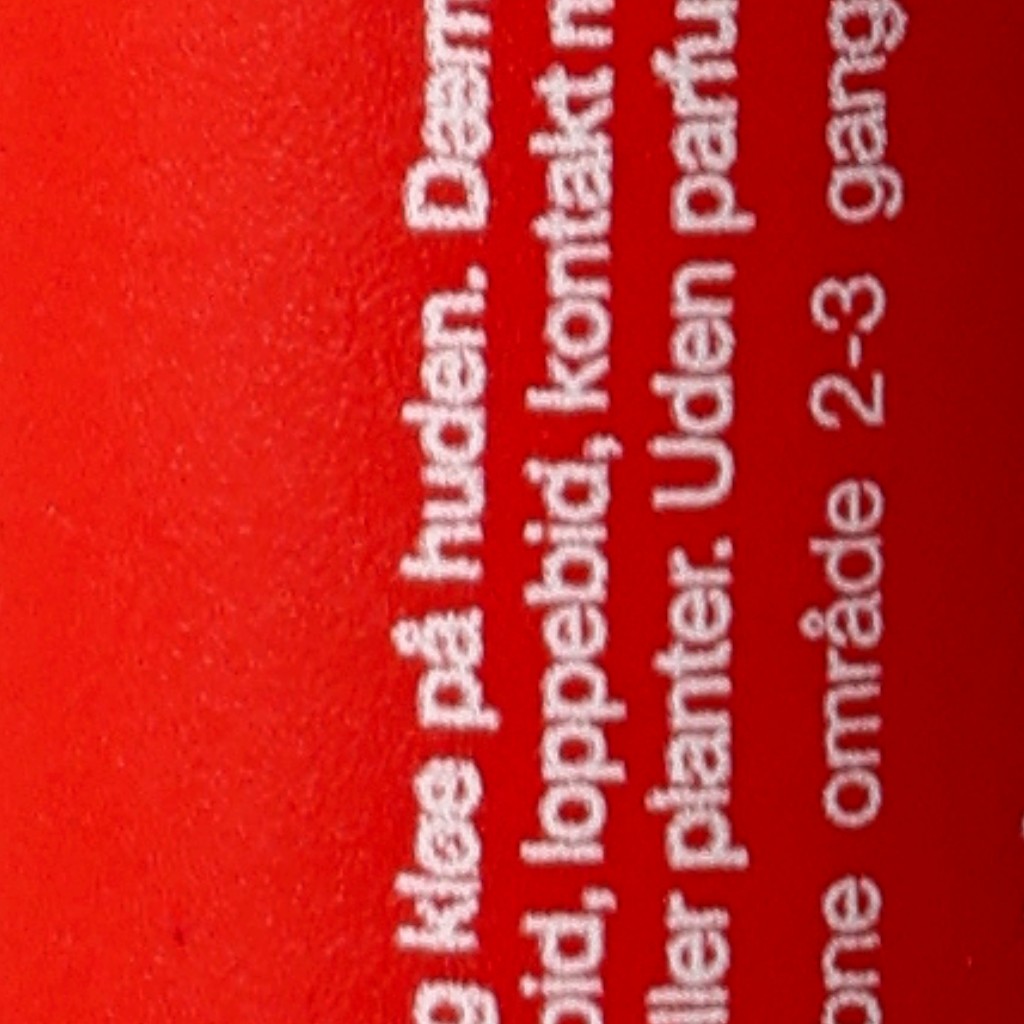 g kløe på huden. Dæm
bid, loppebid, kontakt m
ller planter. Uden parfu
one område 2-3 gang